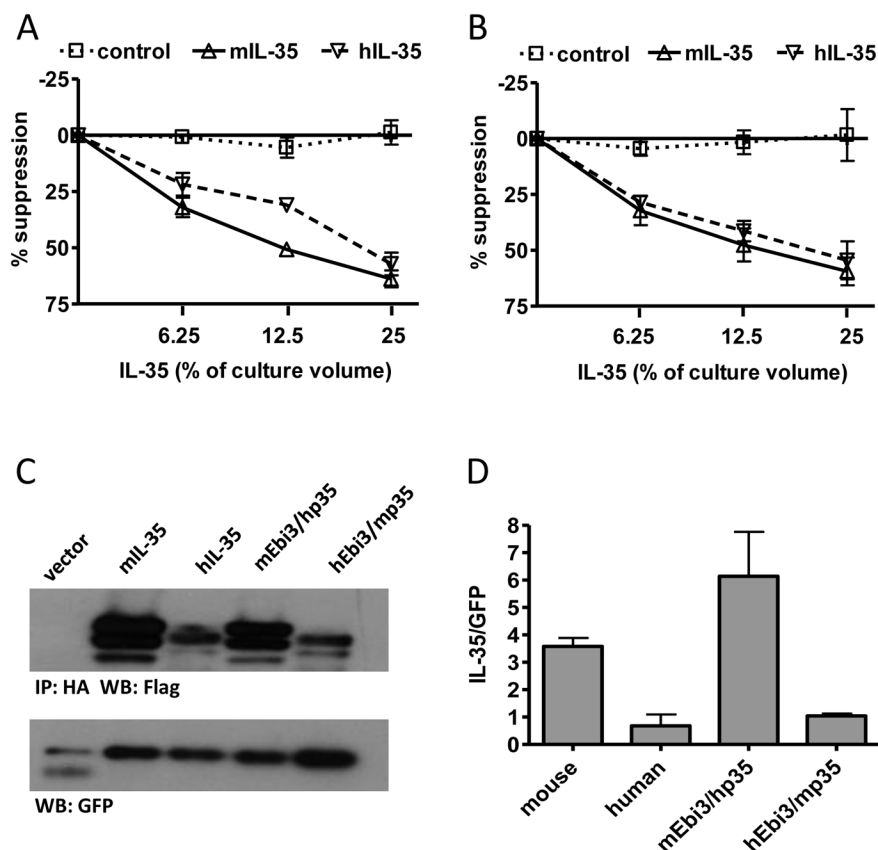 A
control mIL-35 hIL-35
-25
0
25
50
75
% suppression
6.25 12.5 25
IL-35 (% of culture volume)
B
control mIL-35 hIL-35
-25
0
25
50
75
% suppression
6.25 12.5 25
IL-35 (% of culture volume)
C
vector mIL-35 hIL-35 mEbi3/hp35 hEbi3/mp35
IP: HA WB: Flag
WB: GFP
D
8
7
6
5
4
3
2
1
0
IL-35/GFP
mouse human mEbi3/hp35 hEbi3/mp35